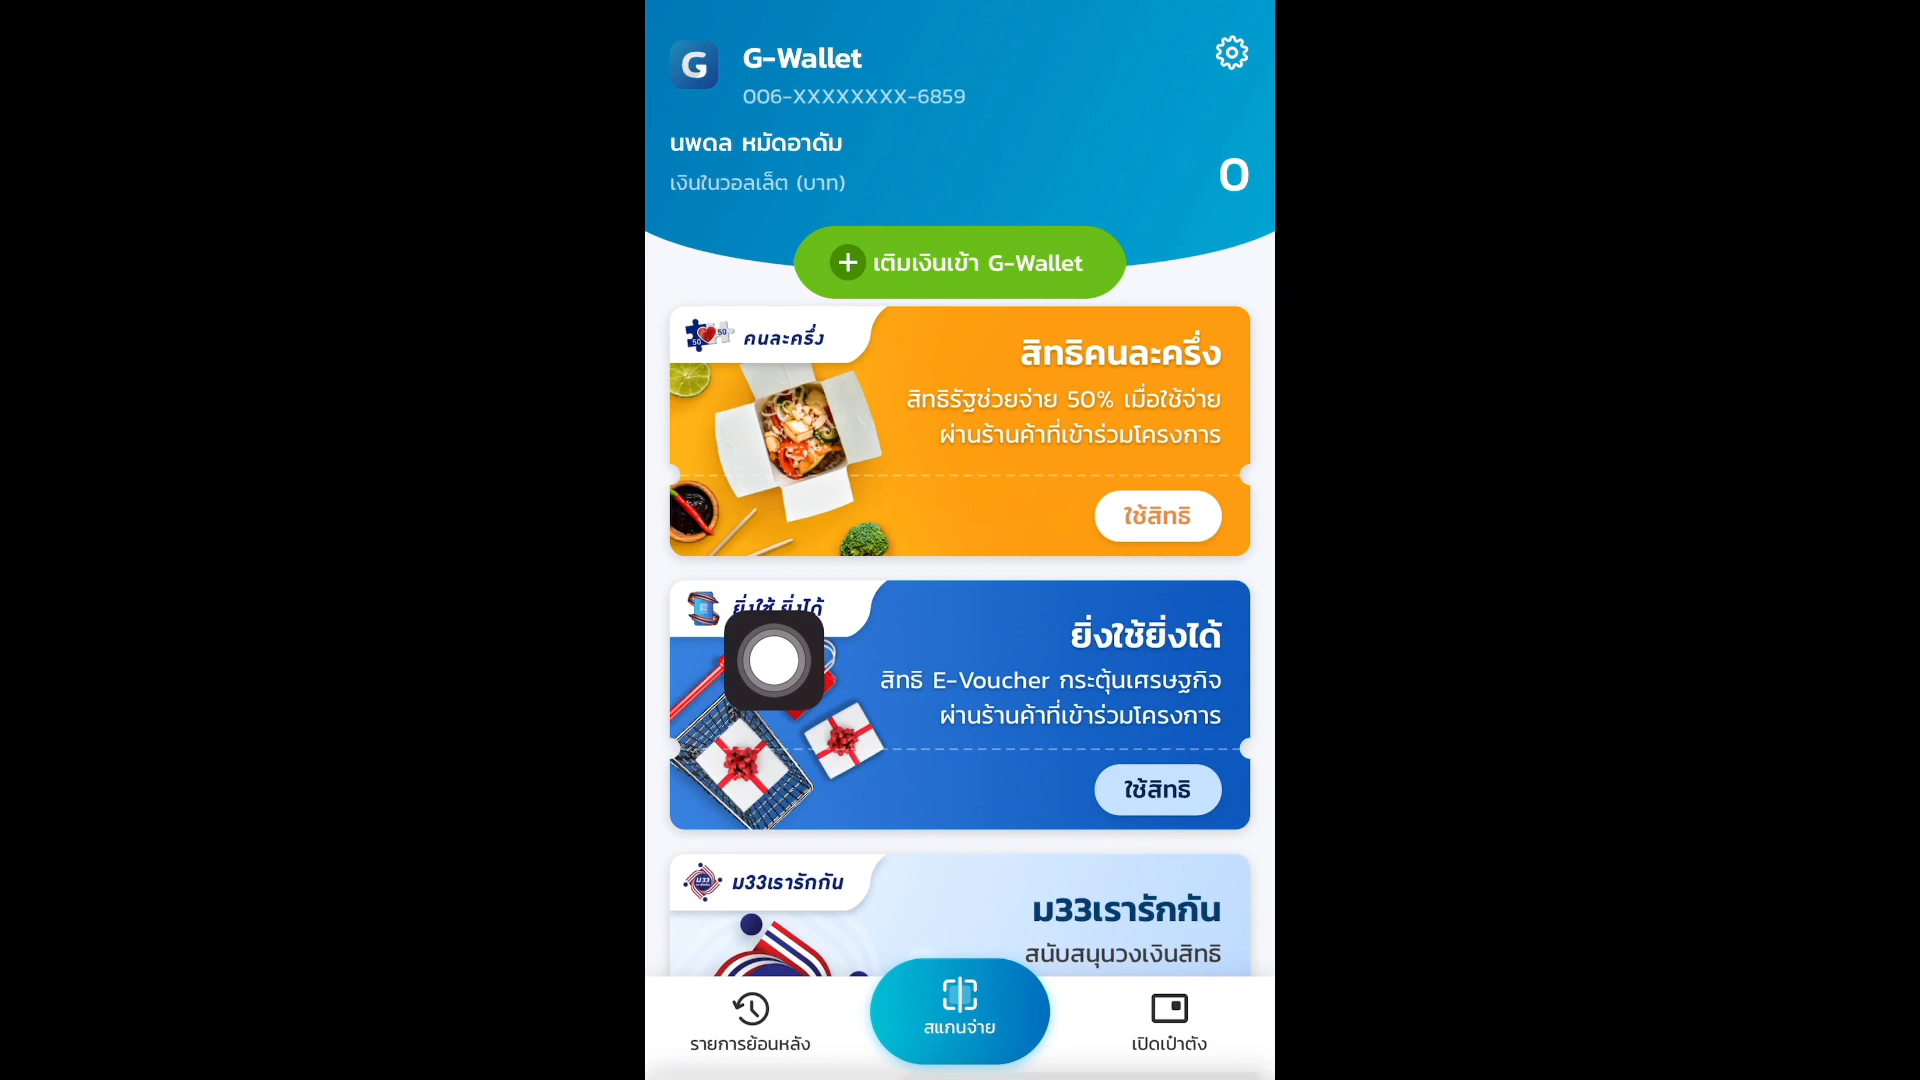 G
G-Wallet
006-XXXXXXXX-6859
นพดล หมัดอาดัม
เงินในวอลเล็ต (บาท)
0
เติมเงินเข้า G-Wallet
50
50
คนละครึ่ง
สิทธิคนละครึ่ง
สิทธิรัฐช่วยจ่าย 50% เมื่อใช้จ่าย
ผ่านร้านค้าที่เข้าร่วมโครงการ
ใช้สิทธิ
ยิ่งใช้ ยิ่งได้
ยิ่งใช้ยิ่งได้
สิทธิ E-Voucher กระตุ้นเศรษฐกิจ
ผ่านร้านค้าที่เข้าร่วมโครงการ
ใช้สิทธิ
ม33
ม33เรารักกัน
ม33เรารักกัน
สนับสนุนวงเงินสิทธิ
รายการย้อนหลัง
สแกนจ่าย
เปิดเป๋าตัง